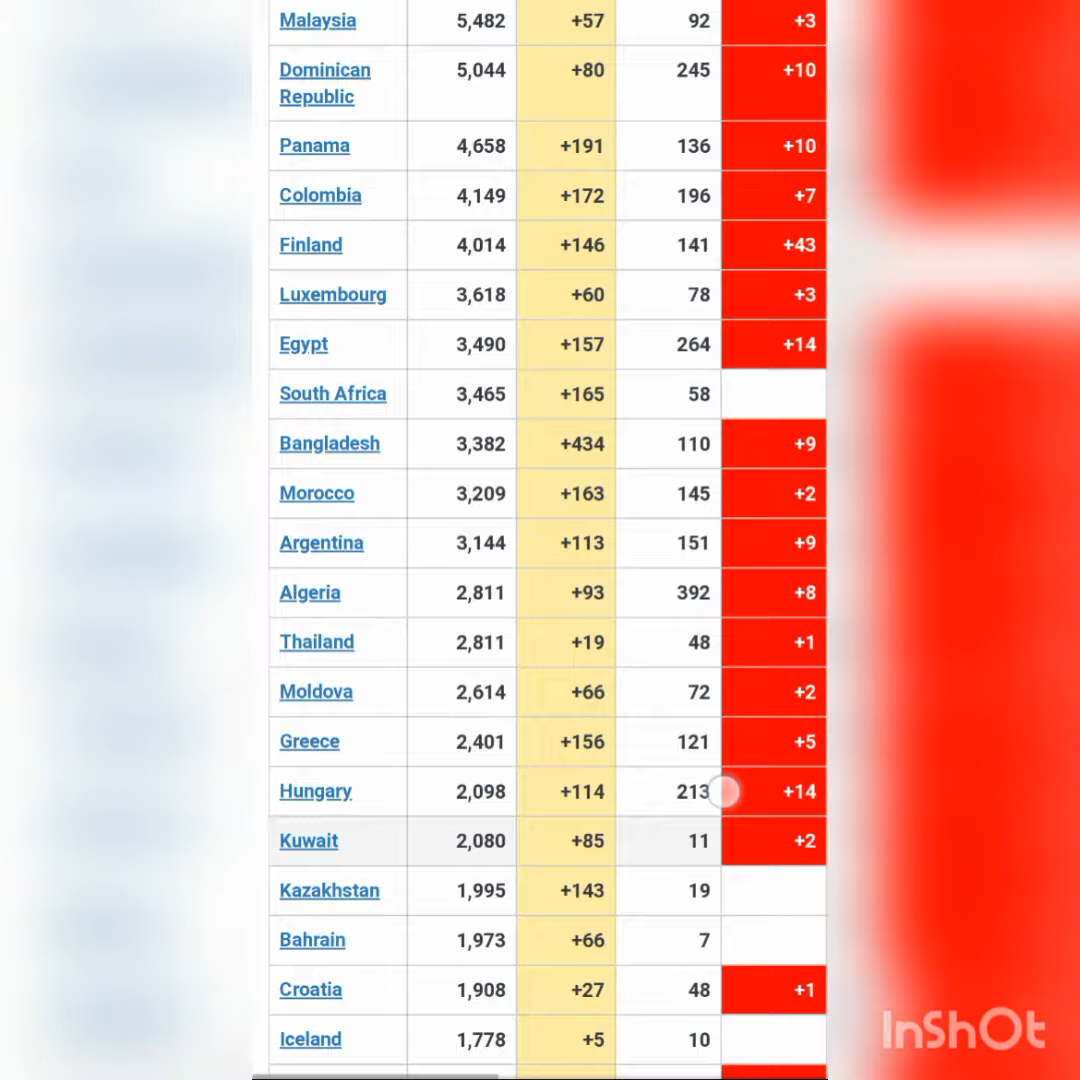 Malaysia 5,482 +57 92 +3
Dominican 5,044 +80 245 +10
Republic
Panama 4,658 +191 136 +10
Colombia 4,149 +172 196 +7
Finland 4,014 +146 141 +43
Luxembourg 3,618 +60 78 +3
Egypt 3,490 +157 264 +14
South Africa 3,465 +165 58
Bangladesh 3,382 +434 110 +9
Morocco 3,209 +163 145 +2
Argentina 3,144 +113 151 +9
Algeria 2,811 +93 392 +8
Thailand 2,811 +19 48 +1
Moldova 2,614 +66 72 +2
Greece 2,401 +156 121 +5
Hungary 2,098 +114 213 +14
Kuwait 2,080 +85 11 +2
Kazakhstan 1,995 +143 19
Bahrain 1,973 +66 7
Croatia 1,908 +27 48 +1
Iceland 1,778 +5 10
InShOt